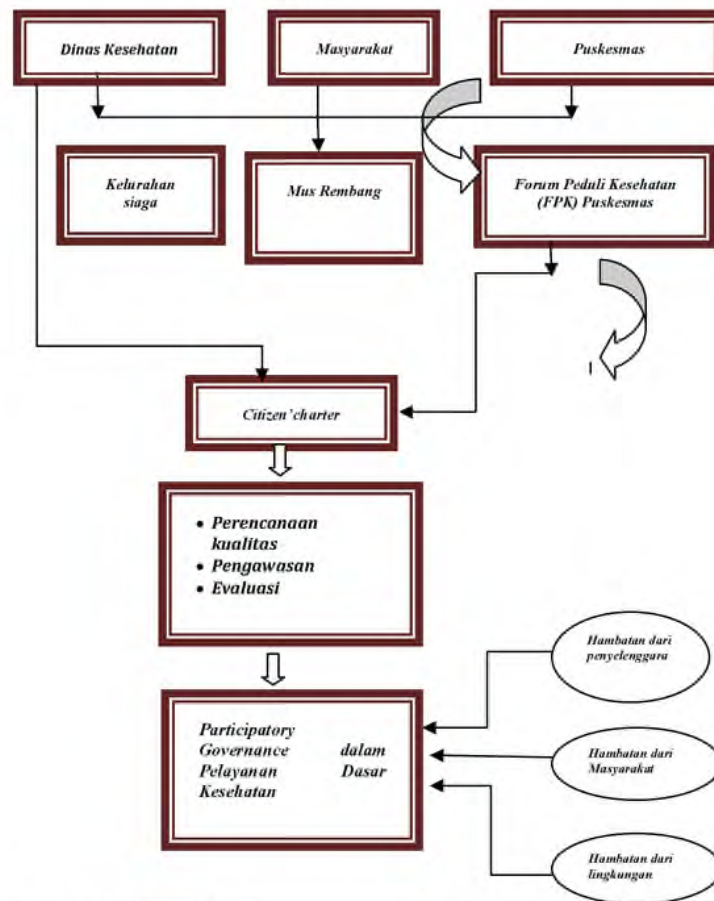 Dinas Kesehatan
Masyarakat
Puskesmas
Kelurahan
siaga
Mus Rembang
Forum Peduli Kesehatan
(FPK) Puskesmas
l
Citizen'charter
• Perencanaan
kualitas
• Pengawasan
• Evaluasi
Hambatan dari
penyelenggara
Participatory
Governance dalam
Pelayanan Dasar
Kesehatan
Hambatan dari
Masyarakat
Hambatan dari
lingkungan